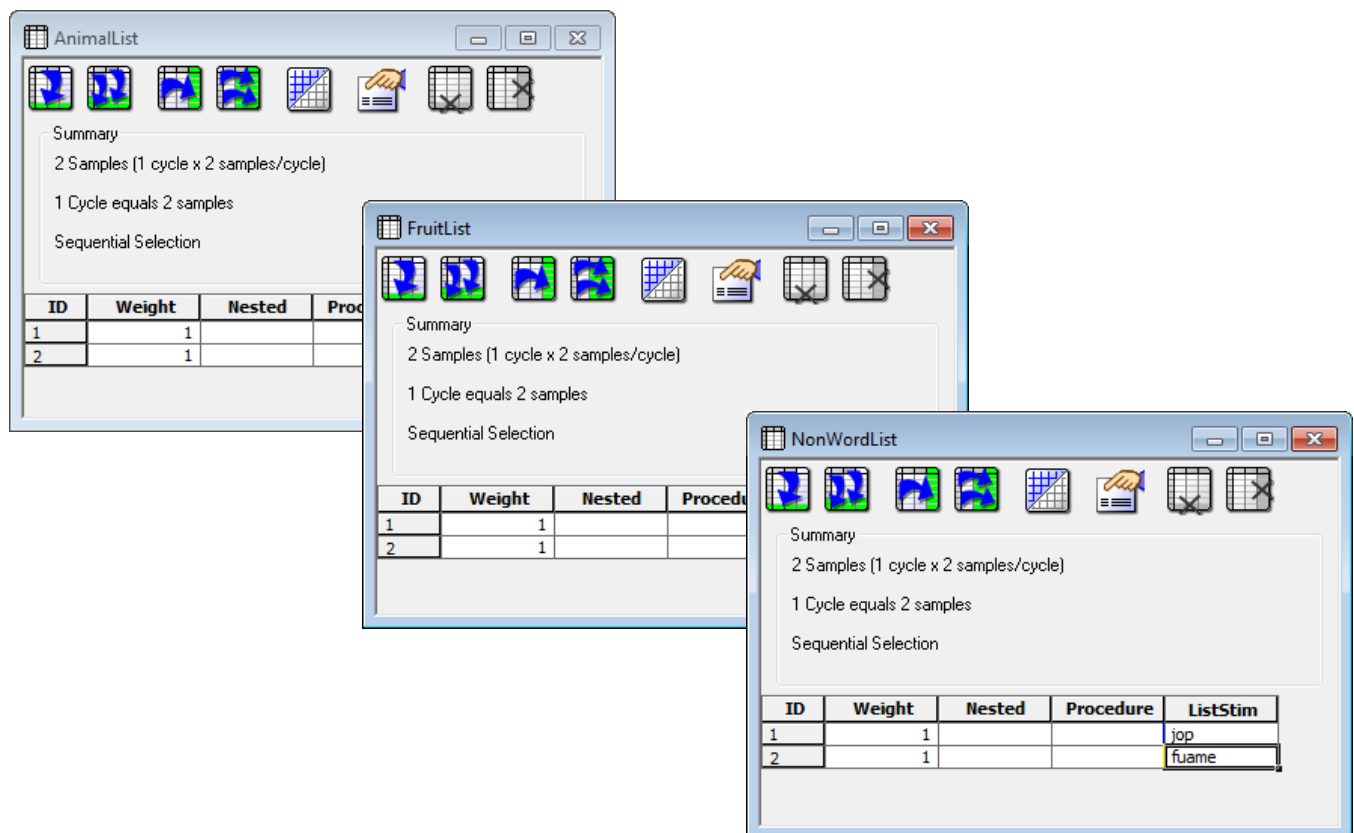 AnimalList
Summary
2 Samples (1 cycle x 2 samples/cycle)
1 Cycle equals 2 samples
Sequential Selection
ID Weight Nested Proc
1 1
2 1
FruitList
Summary
2 Samples (1 cycle x 2 samples/cycle)
1 Cycle equals 2 samples
Sequential Selection
ID Weight Nested Procedu
1 1
2 1
NonWordList
Summary
2 Samples (1 cycle x 2 samples/cycle)
1 Cycle equals 2 samples
Sequential Selection
ID Weight Nested Procedure ListStim
1 1 jop
2 1 fuame